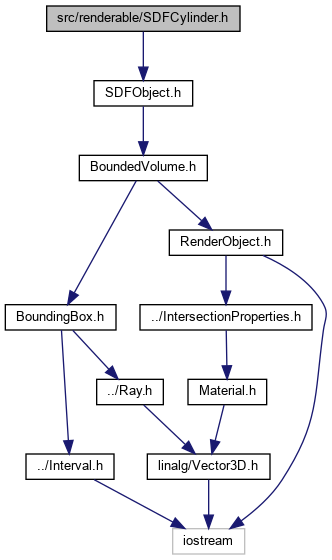 src/renderable/SDFCylinder.h
SDFObject.h
BoundedVolume.h
RenderObject.h
BoundingBox.h
../IntersectionProperties.h
../Ray.h
Material.h
../Interval.h
linalg/Vector3D.h
iostream